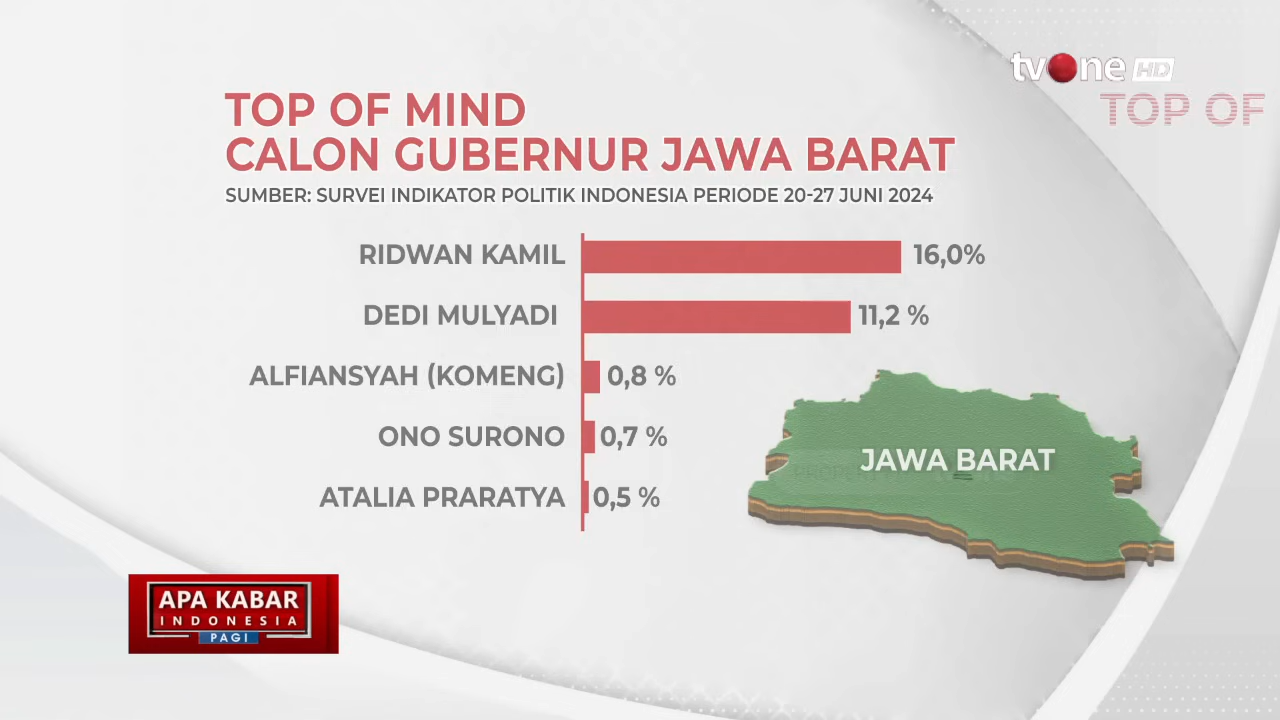 tvOne HD
TOP OF
TOP OF MIND
CALON GUBERNUR JAWA BARAT
SUMBER: SURVEI INDIKATOR POLITIK INDONESIA PERIODE 20-27 JUNI 2024
RIDWAN KAMIL 16,0%
DEDI MULYADI 11,2 %
ALFIANSYAH (KOMENG) 0,8 %
ONO SURONO 0,7 %
ATALIA PRARATYA 0,5 %
JAWA BARAT
APA KABAR
INDONESIA
PAGI